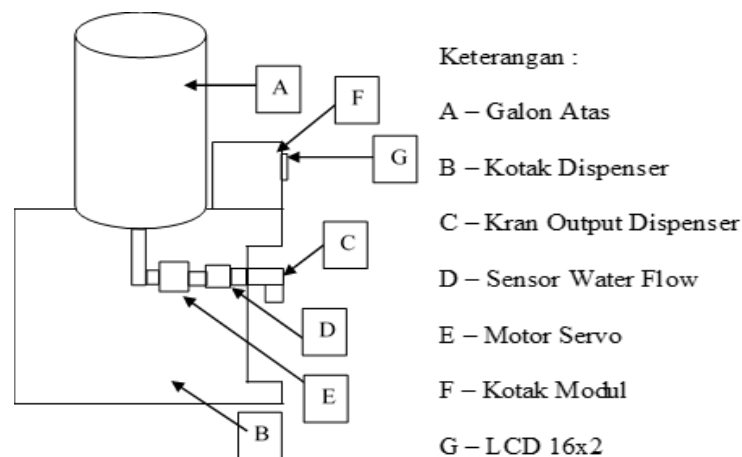 A
F
G
C
D
E
B
Keterangan :
A – Galon Atas
B – Kotak Dispenser
C – Kran Output Dispenser
D – Sensor Water Flow
E – Motor Servo
F – Kotak Modul
G – LCD 16x2